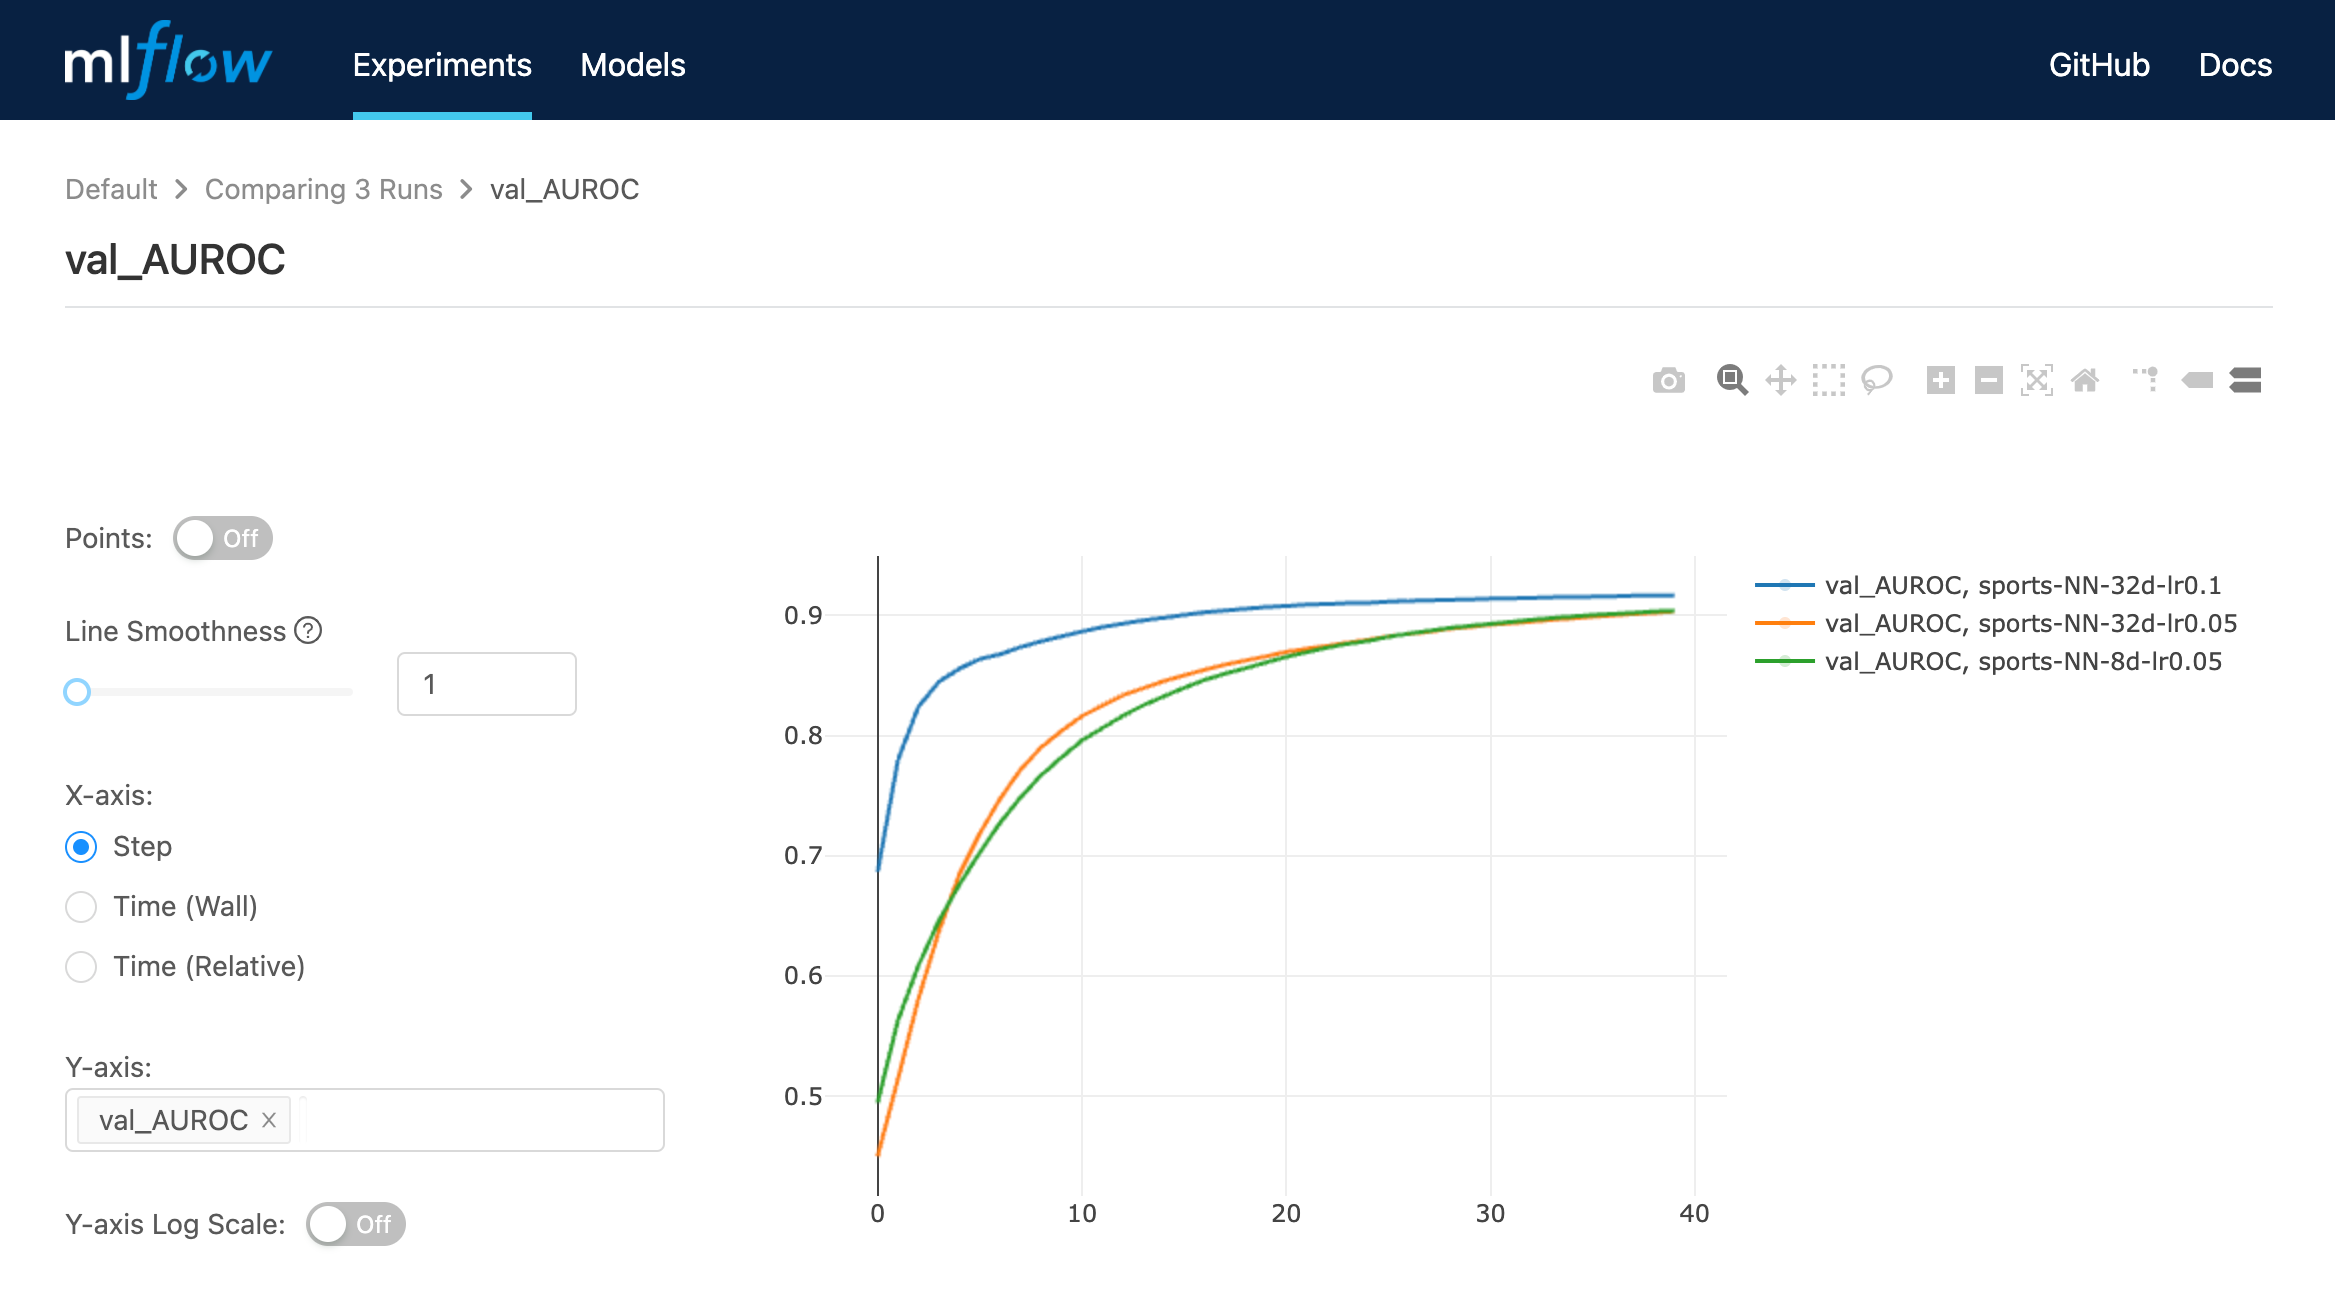 mlflow Experiments Models GitHub Docs
Default > Comparing 3 Runs > val_AUROC
val_AUROC
Points: Off
Line Smoothness ?
1
X-axis:
Step
Time (Wall)
Time (Relative)
Y-axis:
val_AUROC ×
Y-axis Log Scale: Off
0.9
0.8
0.7
0.6
0.5
0 10 20 30 40
val_AUROC, sports-NN-32d-lr0.1
val_AUROC, sports-NN-32d-lr0.05
val_AUROC, sports-NN-8d-lr0.05